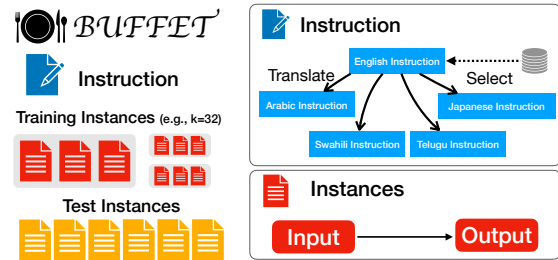 BUFFET
Instruction
Training Instances (e.g., k=32)
Test Instances
Instruction
English Instruction
Translate
Select
Arabic Instruction
Japanese Instruction
Swahili Instruction
Telugu Instruction
Instances
Input
Output